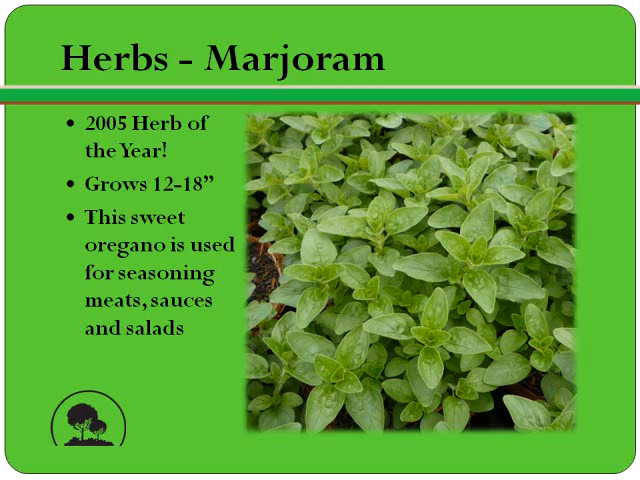 Herbs - Marjoram
• 2005 Herb of
the Year!
• Grows 12-18”
• This sweet
oregano is used
for seasoning
meats, sauces
and salads